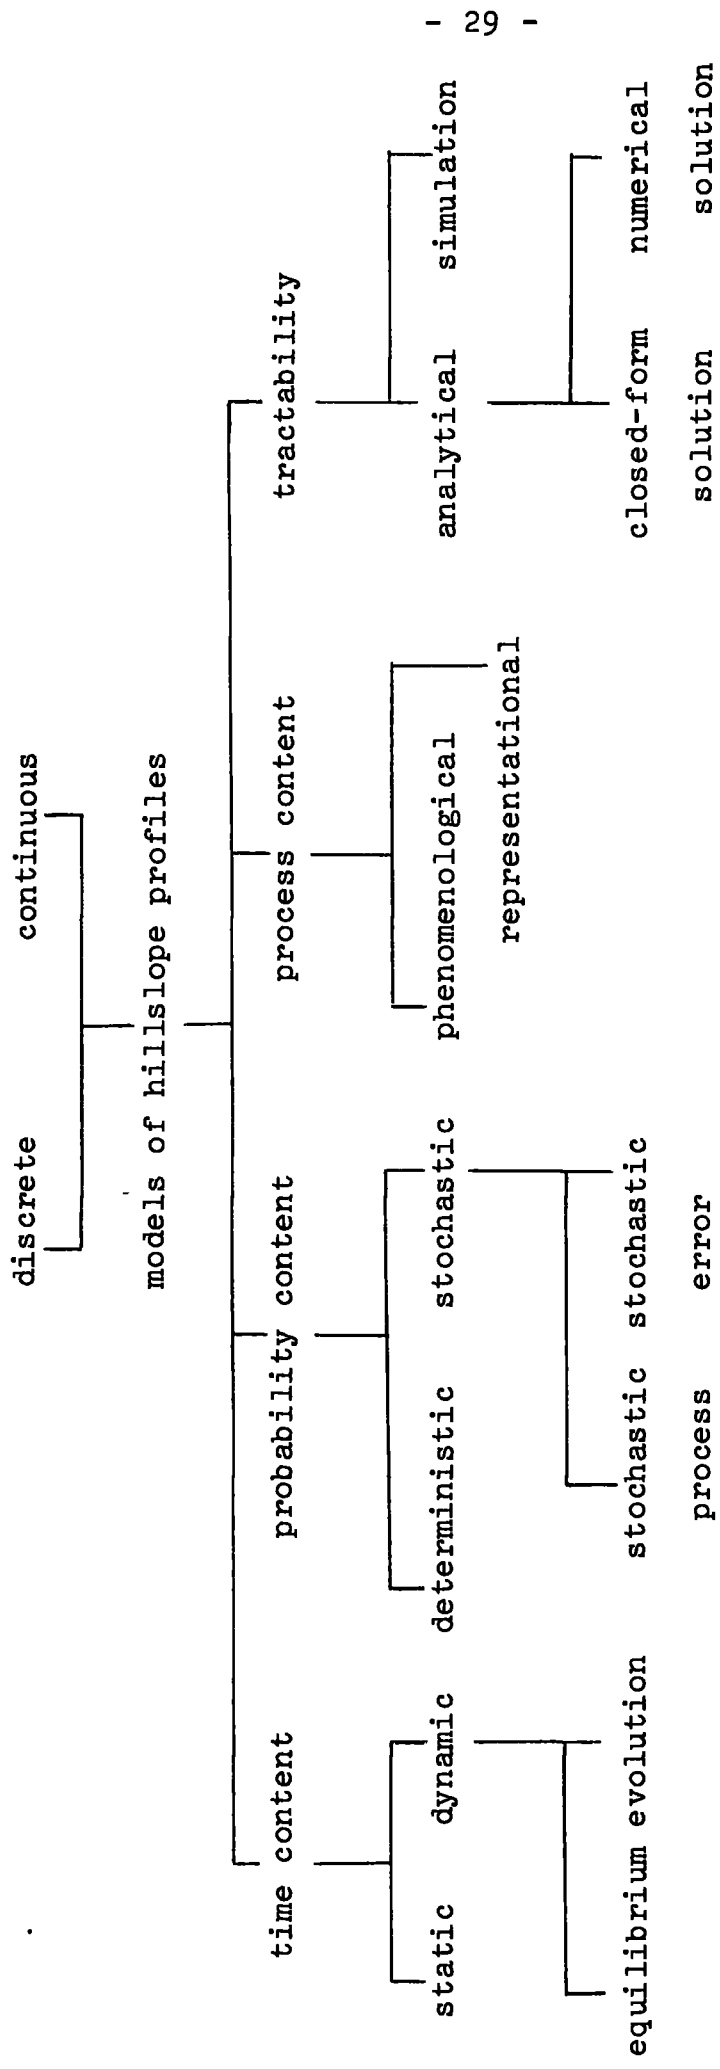 - 29 -
discrete continuous
models of hillslope profiles
time content probability content process content tractability
static dynamic deterministic stochastic phenomenological analytical simulation
representational
equilibrium evolution stochastic stochastic closed-form numerical
process error solution solution